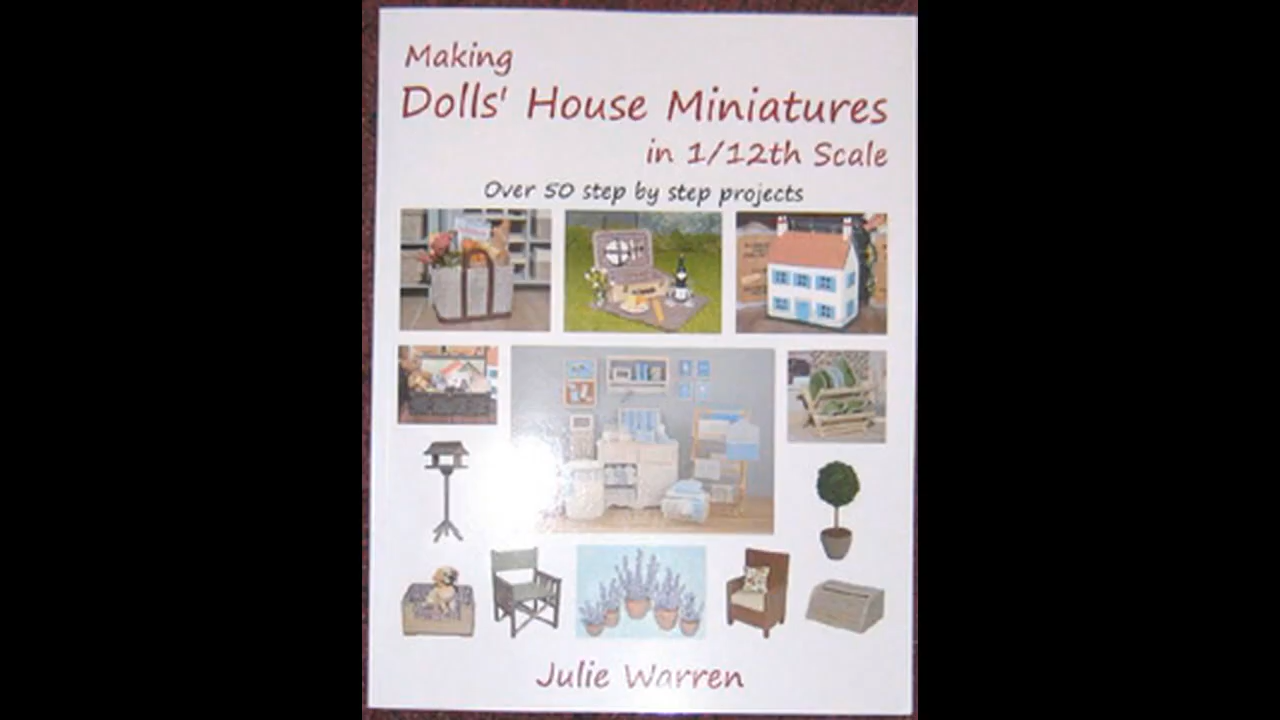 Making
Dolls' House Miniatures
in 1/12th Scale
Over 50 step by step projects
Julie Warren